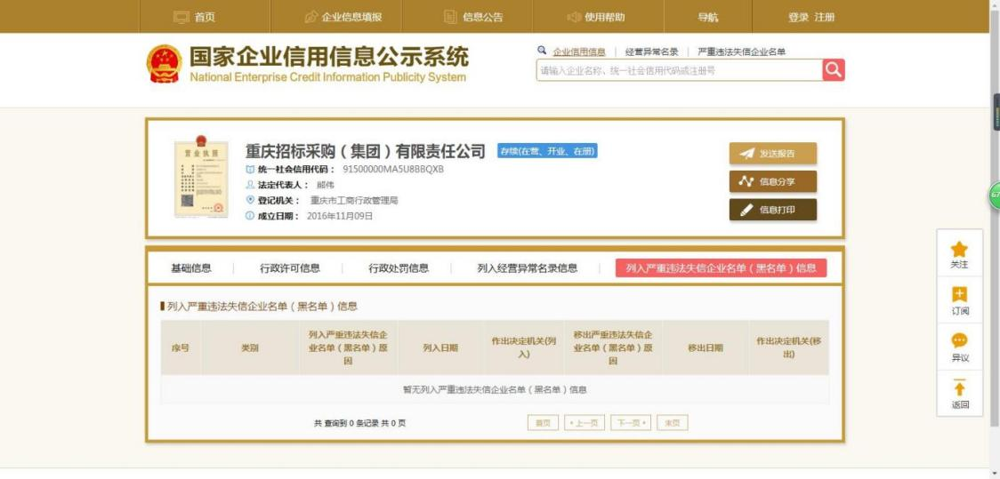 首页
企业信息填报
信息公告
使用帮助
导航
登录 注册
国家企业信用信息公示系统
National Enterprise Credit Information Publicity System
企业信用信息 | 经营异常名录 | 严重违法失信企业名单
请输入企业名称、统一社会信用代码或注册号
营业执照
重庆招标采购(集团)有限责任公司
存续(在营、开业、在册)
统一社会信用代码: 91500000MA5U8BBQXB
法定代表人: 熊伟
登记机关: 重庆市工商行政管理局
成立日期: 2016年11月09日
发送报告
信息分享
信息打印
67
关注
订阅
异议
返回
基础信息 | 行政许可信息 | 行政处罚信息 | 列入经营异常名录信息 | 列入严重违法失信企业名单(黑名单)信息
列入严重违法失信企业名单(黑名单)信息
序号
类别
列入严重违法失信企
业名单(黑名单)原
因
列入日期
作出决定机关(列
入)
移出严重违法失信企
业名单(黑名单)原
因
移出日期
作出决定机关(移
出)
暂无列入严重违法失信企业名单(黑名单)信息
共 查询到 0 条记录 共 0 页
首页
上一页
下一页
末页